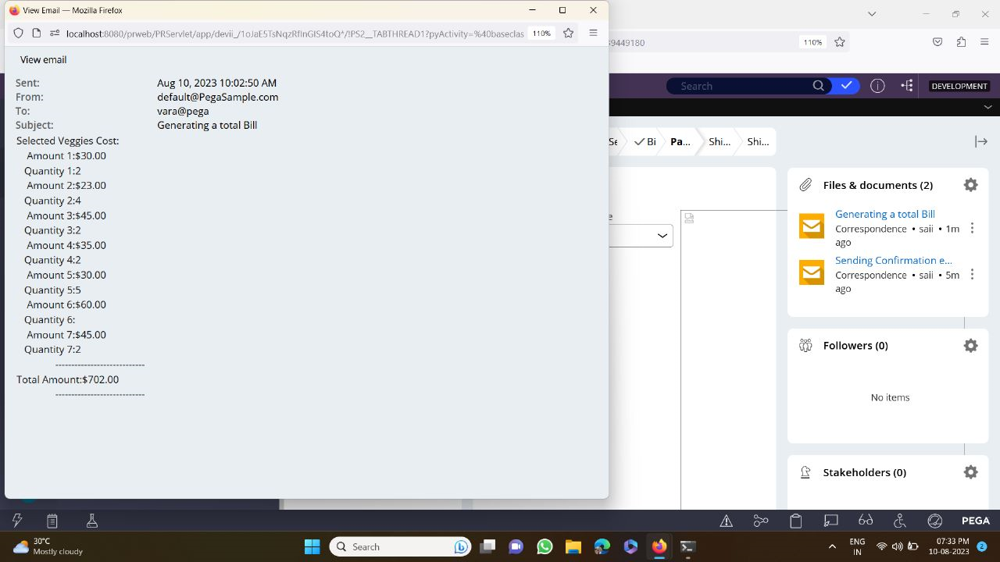 View Email — Mozilla Firefox
localhost:8080/prweb/PRServlet/app/devii_/1oJaESTsNqzRfInGIS4toQ*/!PS2__TABTHREAD1?pyActivity=%40baseclas
110%
39449180
110%
View email
Sent: Aug 10, 2023 10:02:50 AM
From: default@PegaSample.com
To: vara@pega
Subject: Generating a total Bill
Selected Veggies Cost:
Amount 1:$30.00
Quantity 1:2
Amount 2:$23.00
Quantity 2:4
Amount 3:$45.00
Quantity 3:2
Amount 4:$35.00
Quantity 4:2
Amount 5:$30.00
Quantity 5:5
Amount 6:$60.00
Quantity 6:
Amount 7:$45.00
Quantity 7:2
----------------------------
Total Amount:$702.00
----------------------------
Search
DEVELOPMENT
Se Bi Pa... Shi... Shi...
e
Files & documents (2)
Generating a total Bill
Correspondence • saii • 1m
ago
Sending Confirmation e...
Correspondence • saii • 5m
ago
Followers (0)
No items
Stakeholders (0)
PEGA
30°C
Mostly cloudy
Search
ENG
IN
07:33 PM
10-08-2023
2